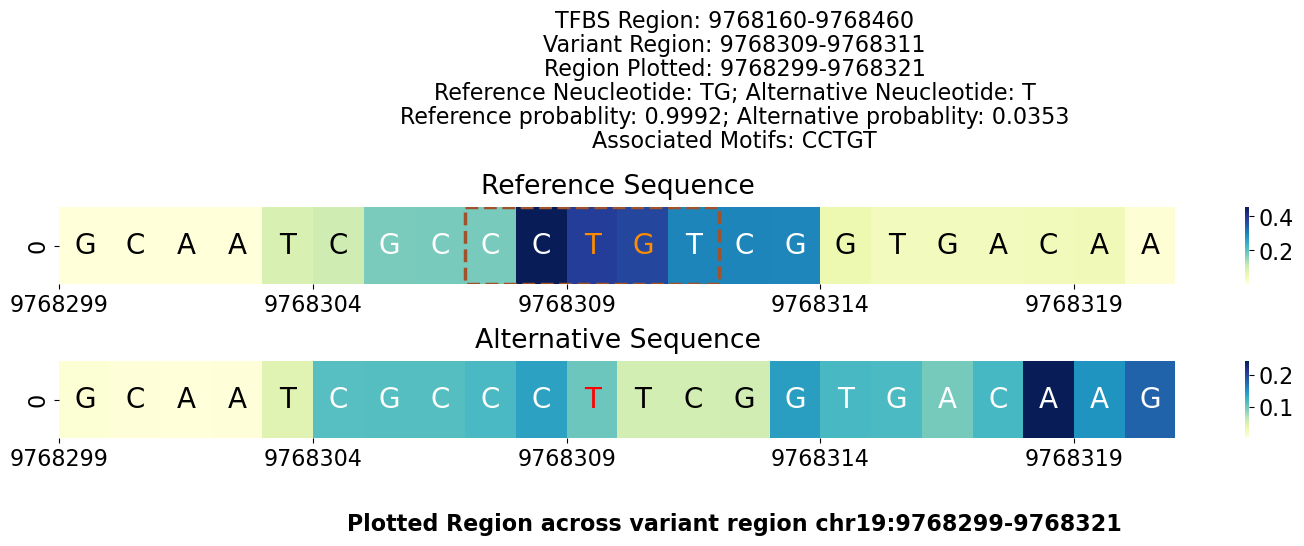 TFBS Region: 9768160-9768460
Variant Region: 9768309-9768311
Region Plotted: 9768299-9768321
Reference Neucleotide: TG; Alternative Neucleotide: T
Reference probablity: 0.9992; Alternative probablity: 0.0353
Associated Motifs: CCTGT
Reference Sequence
0 G C A A T C G C C C T G T C G G T G A C A A 0.4
0.2
9768299 9768304 9768309 9768314 9768319
Alternative Sequence
0 G C A A T C G C C C T T C G G T G A C A A G 0.2
0.1
9768299 9768304 9768309 9768314 9768319
Plotted Region across variant region chr19:9768299-9768321